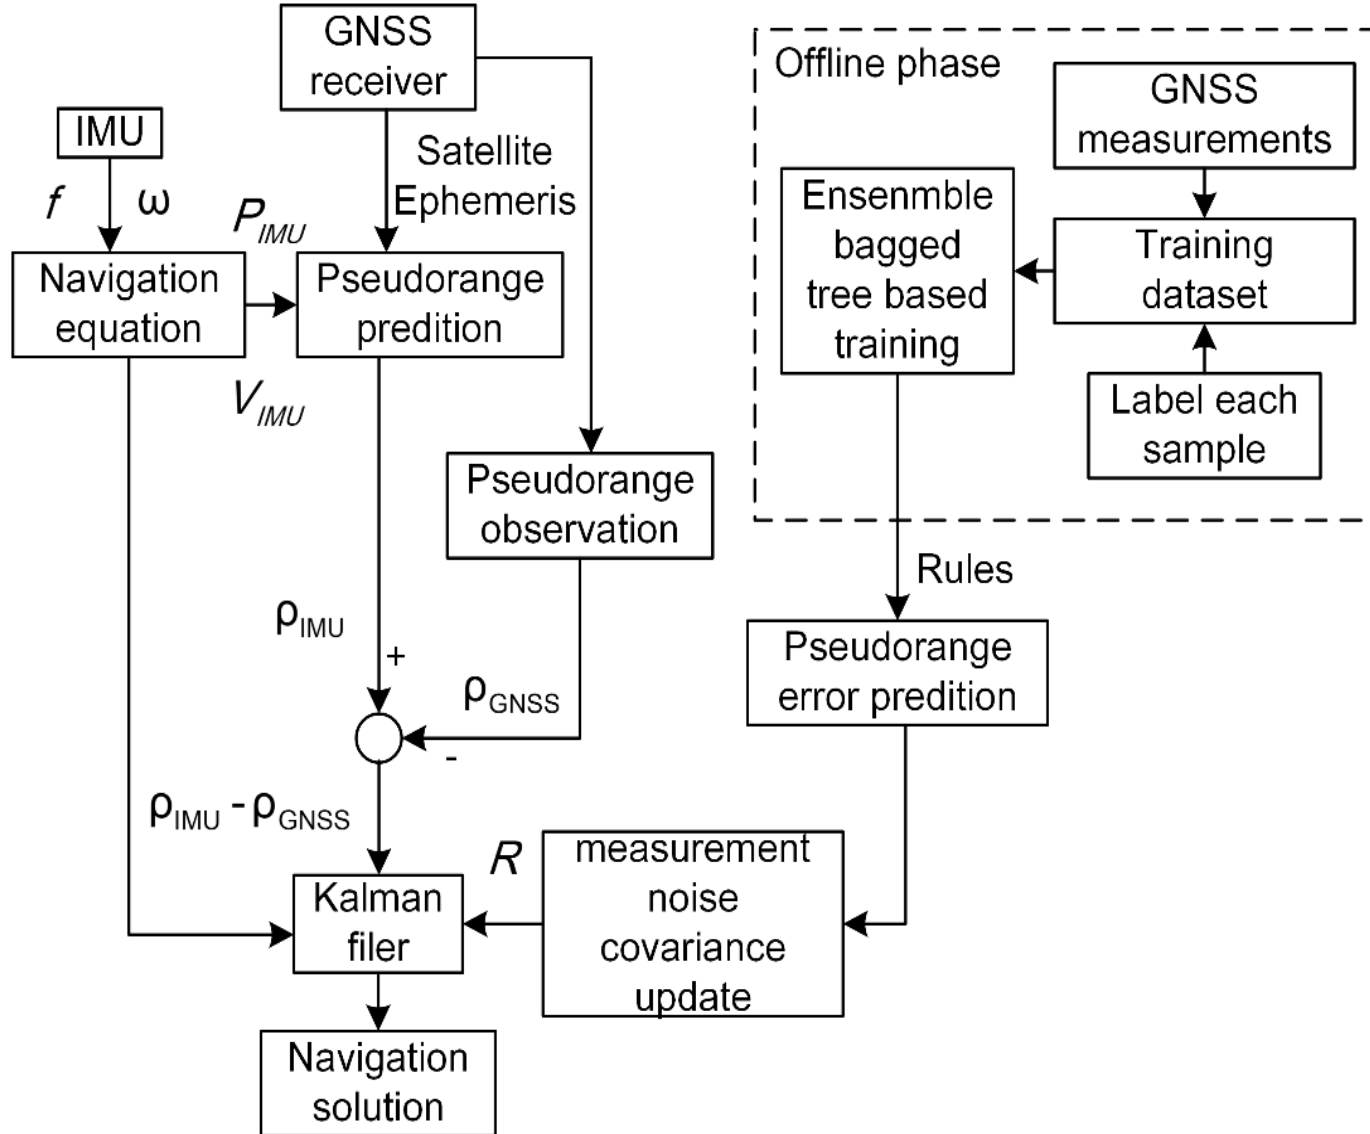 GNSS
receiver
IMU
f
ω
Satellite
Ephemeris
P_IMU
V_IMU
Navigation
equation
Pseudorange
predition
Pseudorange
observation
ρ_IMU
+
ρ_GNSS
-
ρ_IMU - ρ_GNSS
Kalman
filer
Navigation
solution
Offline phase
GNSS
measurements
Ensenmble
bagged
tree based
training
Training
dataset
Label each
sample
Rules
Pseudorange
error predition
R
measurement
noise
covariance
update